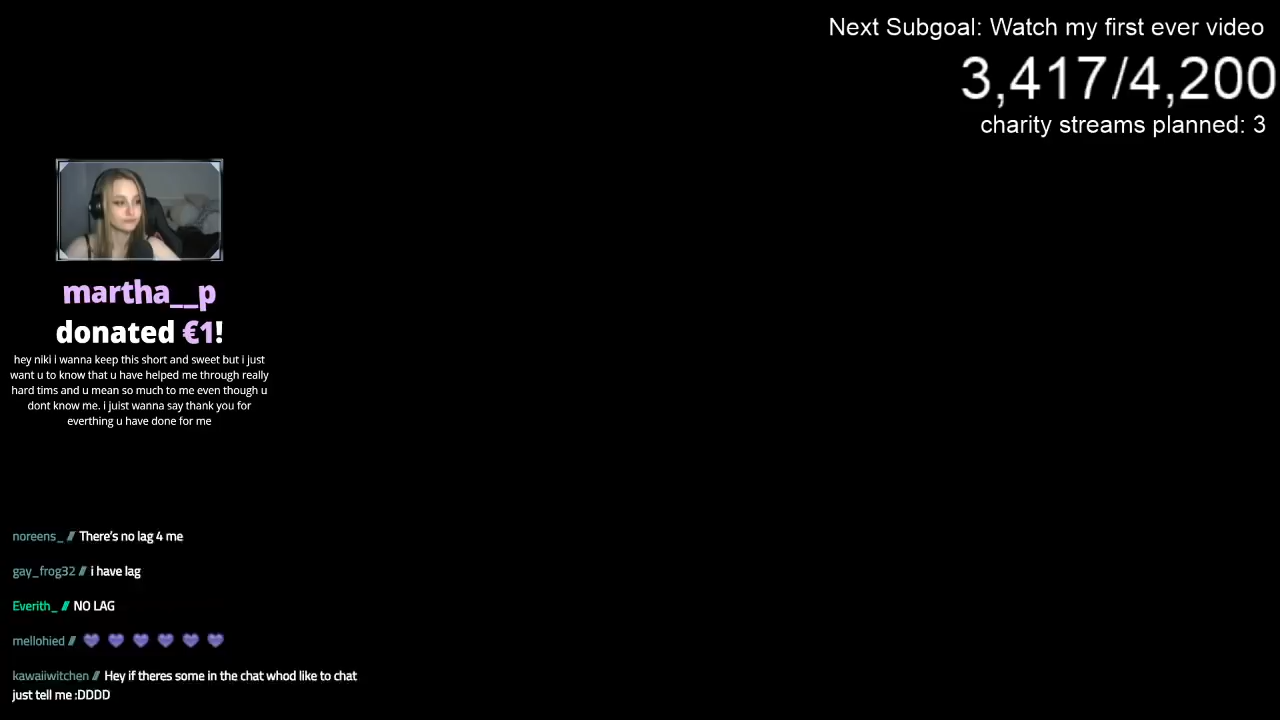 Next Subgoal: Watch my first ever video
3,417/4,200
charity streams planned: 3
martha__p
donated €1!
hey niki i wanna keep this short and sweet but i just
want u to know that u have helped me through really
hard tims and u mean so much to me even though u
dont know me. i juist wanna say thank you for
everthing u have done for me
noreens_ // There's no lag 4 me
gay_frog32 // i have lag
Everith_ // NO LAG
mellohied // 💜 💜 💜 💜 💜 💜
kawaiiwitchen // Hey if theres some in the chat whod like to chat
just tell me :DDDD